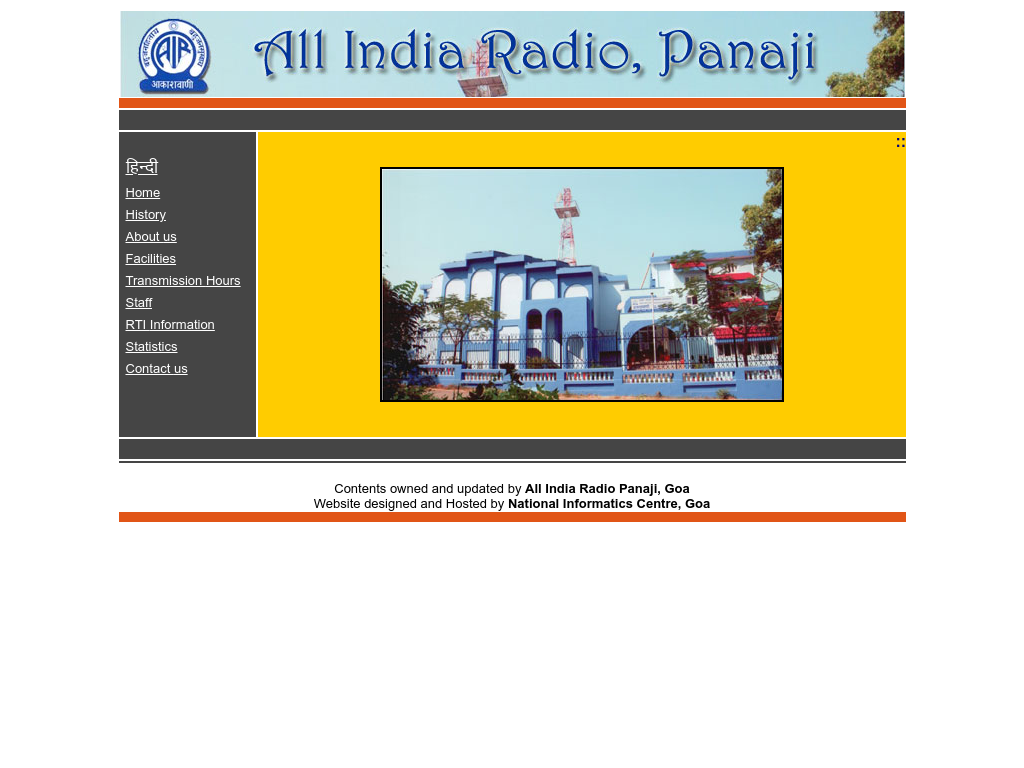 बहुजनहिताय बहुजनसुखाय
AIR
आकाशवाणी
All India Radio, Panaji
::
हिन्दी
Home
History
About us
Facilities
Transmission Hours
Staff
RTI Information
Statistics
Contact us
Contents owned and updated by All India Radio Panaji, Goa
Website designed and Hosted by National Informatics Centre, Goa